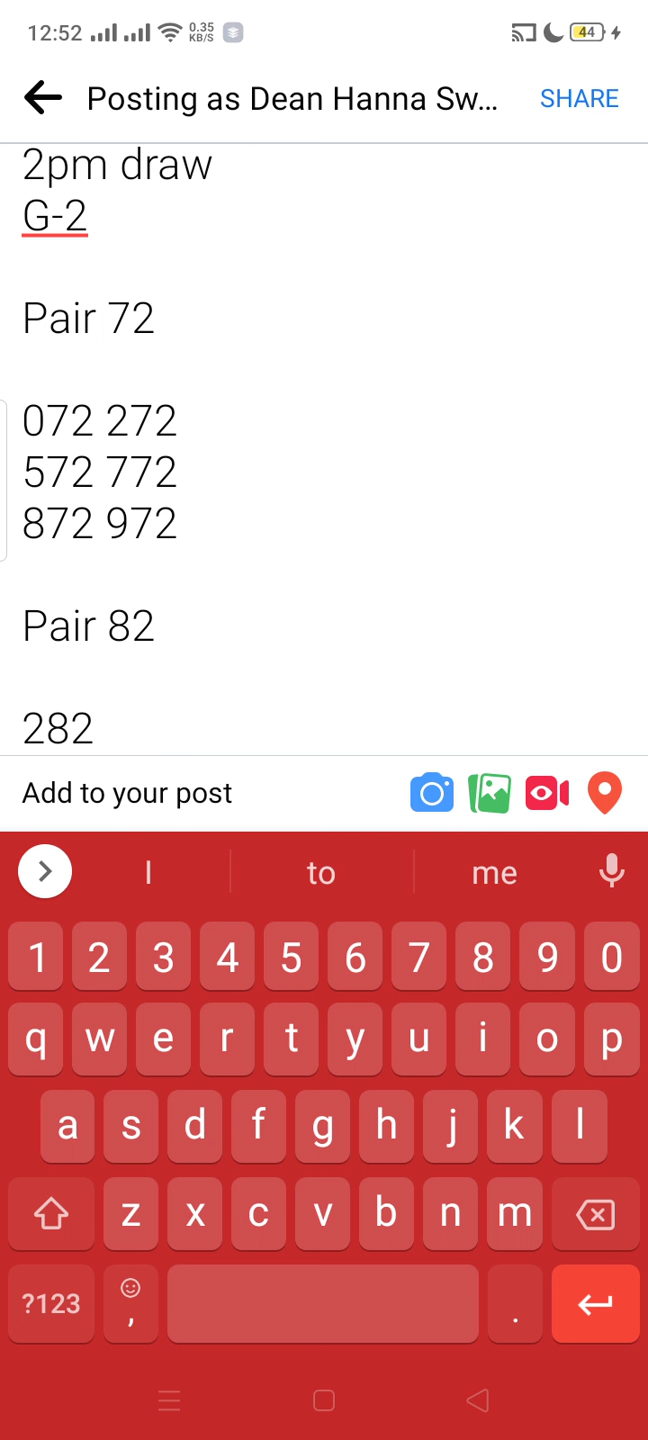 12:52 0.35 KB/S 44
Posting as Dean Hanna Sw... SHARE
2pm draw
G-2
Pair 72
072 272
572 772
872 972
Pair 82
282
Add to your post
I to me
1 2 3 4 5 6 7 8 9 0
q w e r t y u i o p
a s d f g h j k l
z x c v b n m
?123 , .